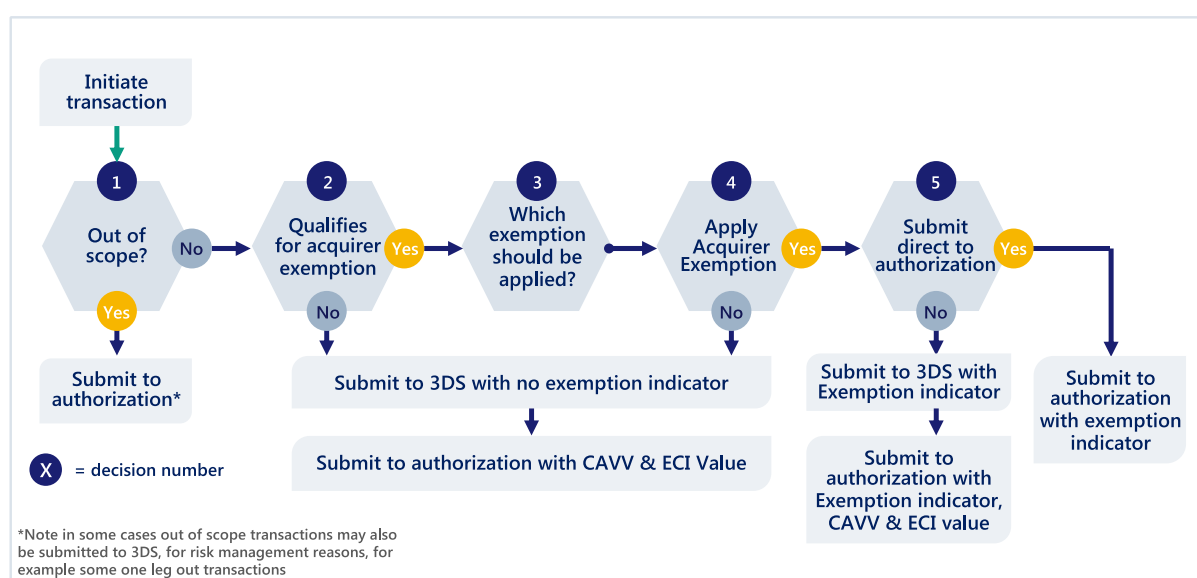 Initiate
transaction
1
Out of
scope?
No
Yes
Submit to
authorization*
2
Qualifies
for acquirer
exemption
Yes
No
3
Which
exemption
should be
applied?
4
Apply
Acquirer
Exemption
Yes
No
5
Submit
direct to
authorization
Yes
No
Submit to 3DS with no exemption indicator
Submit to authorization with CAVV & ECI Value
Submit to 3DS with
Exemption indicator
Submit to
authorization with
Exemption indicator,
CAVV & ECI value
Submit to
authorization
with exemption
indicator
X = decision number
*Note in some cases out of scope transactions may also
be submitted to 3DS, for risk management reasons, for
example some one leg out transactions